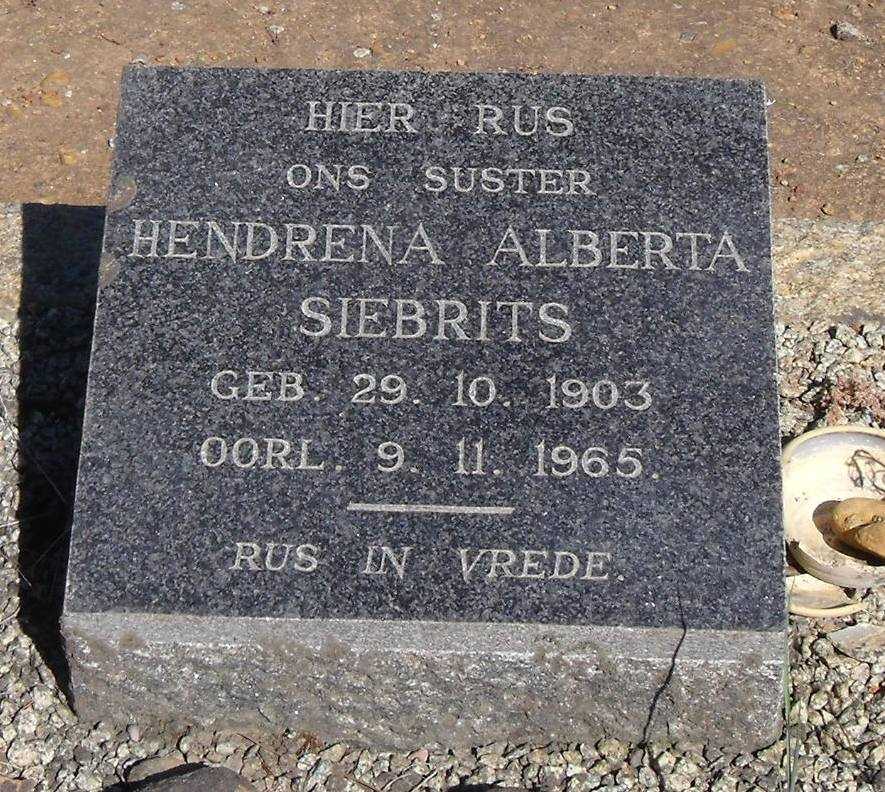 HIER RUS
ONS SUSTER
HENDRENA ALBERTA
SIEBRITS
GEB. 29. 10. 1903
OORL. 9. 11. 1965.
RUS IN VREDE.